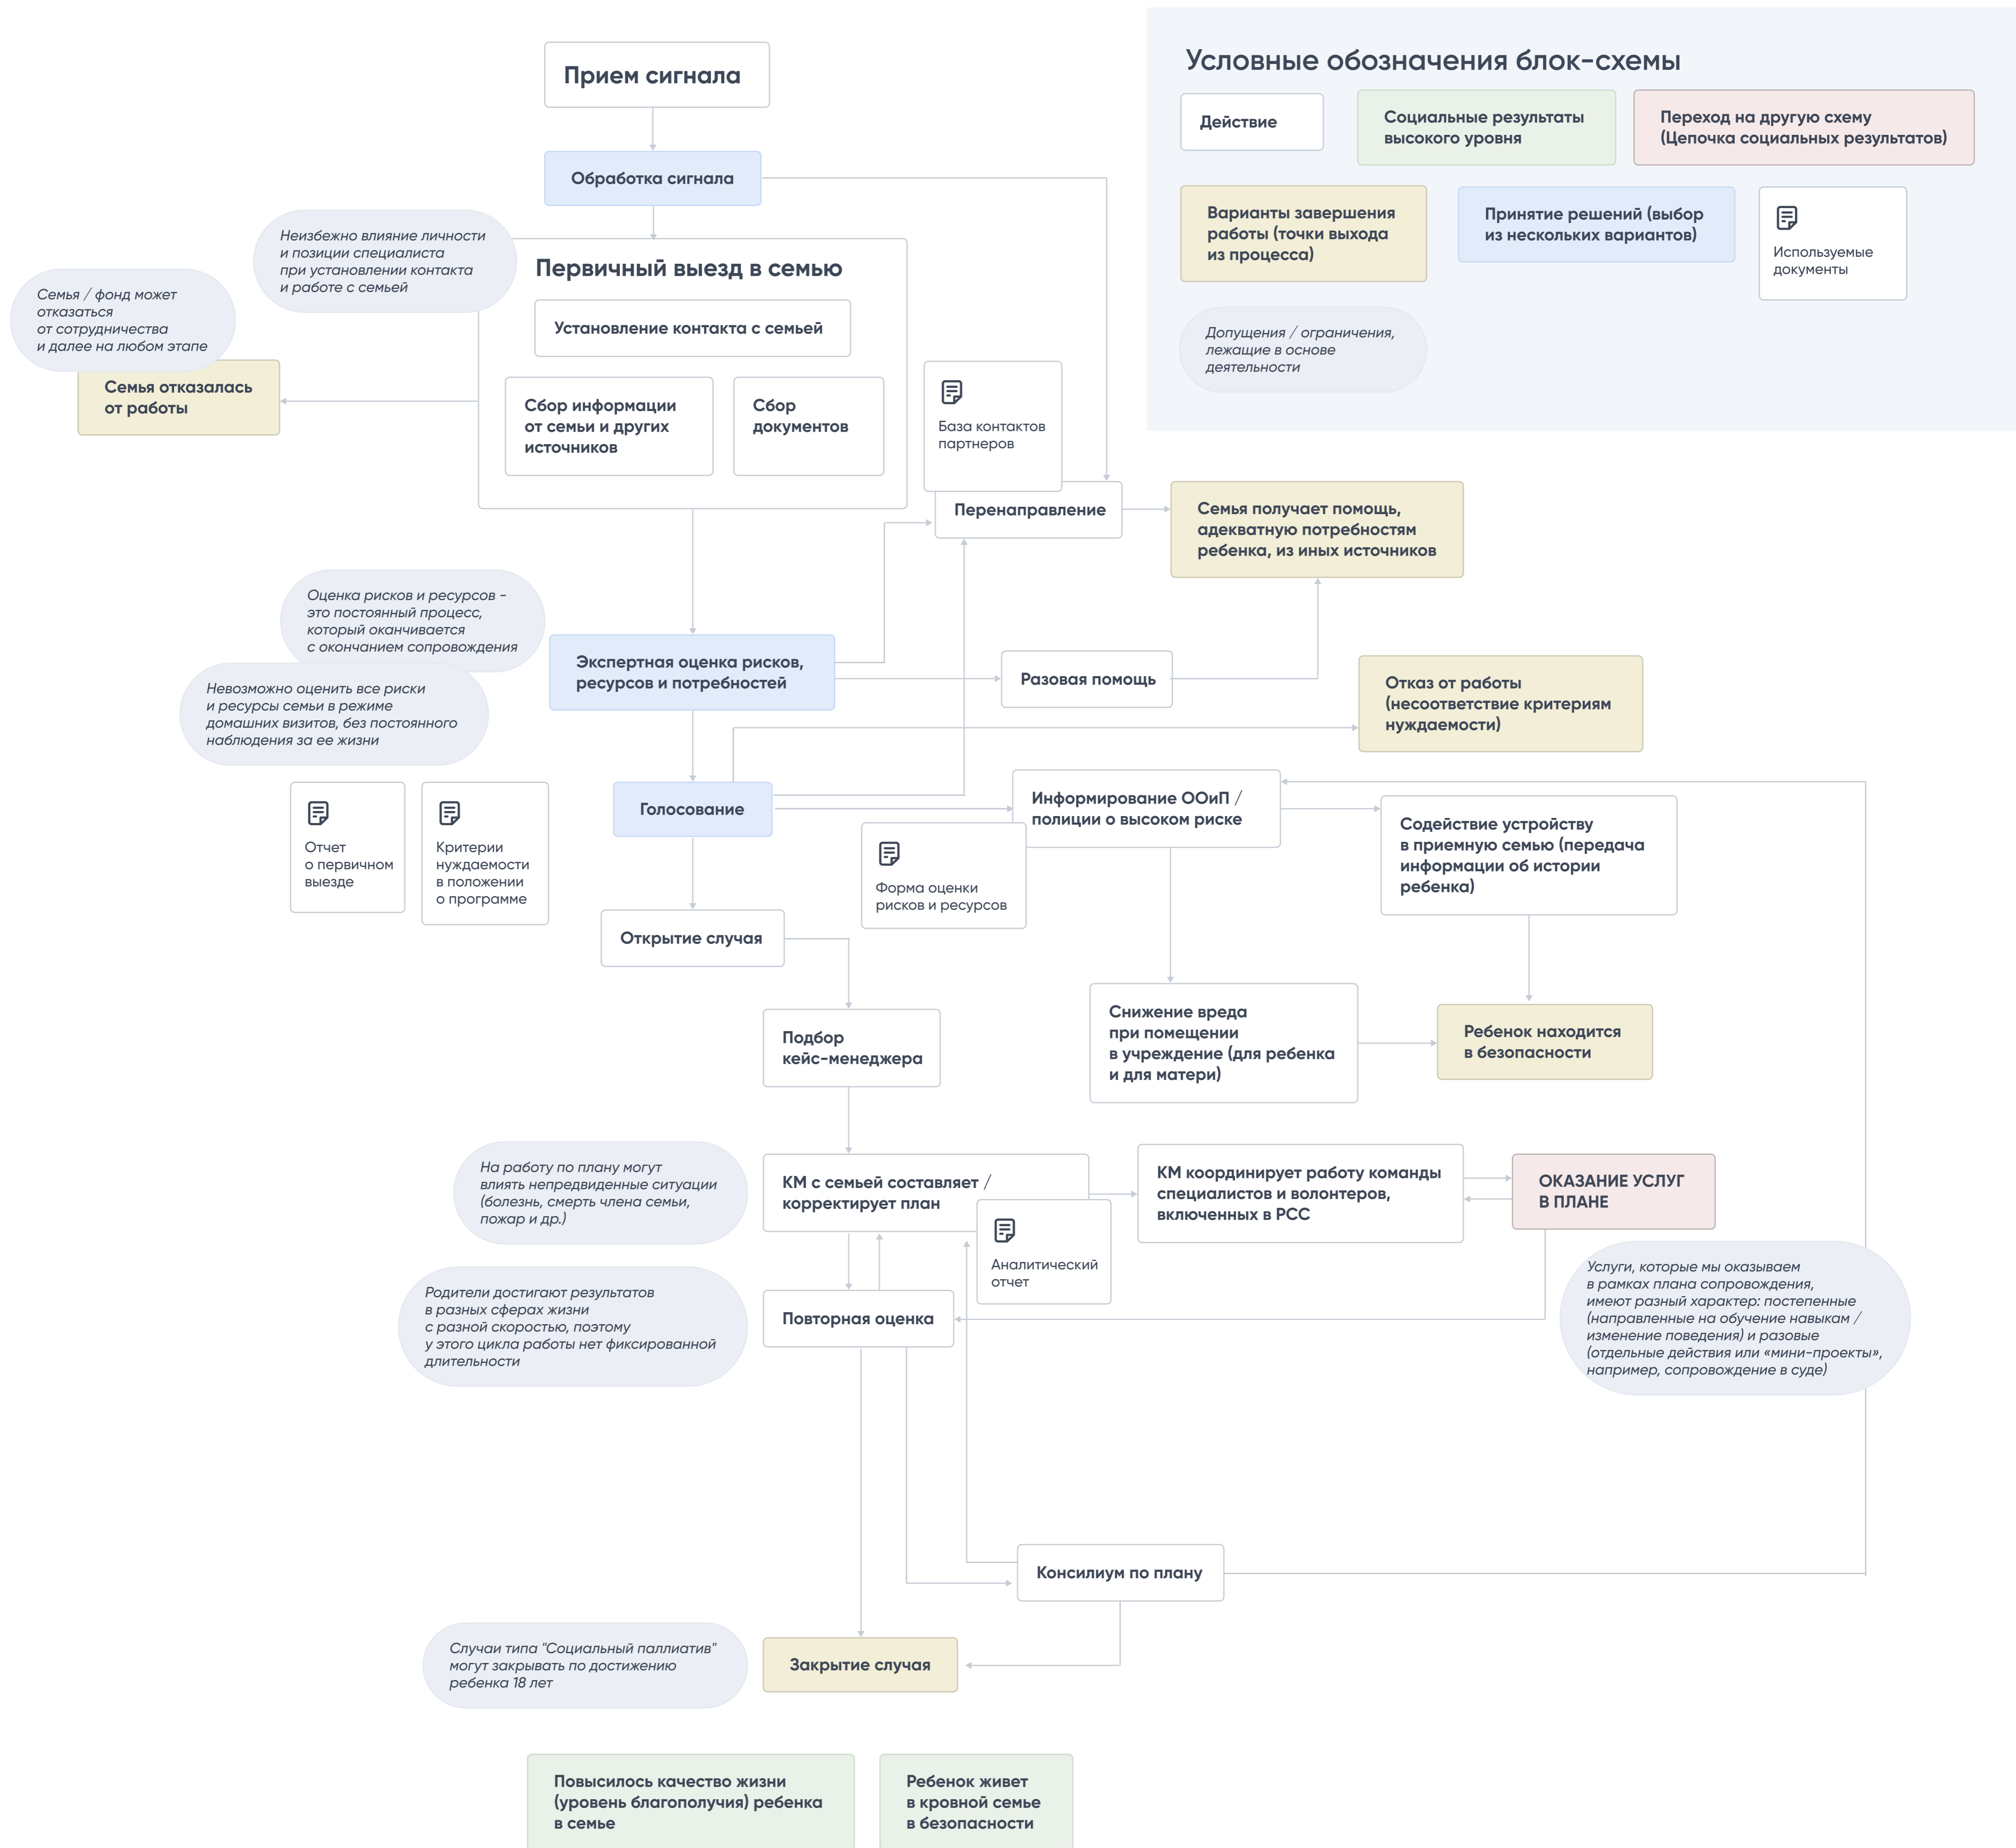 Прием сигнала
Обработка сигнала
Условные обозначения блок-схемы
Действие
Социальные результаты
высокого уровня
Переход на другую схему
(Цепочка социальных результатов)
Варианты завершения
работы (точки выхода
из процесса)
Принятие решений (выбор
из нескольких вариантов)
Используемые
документы
Допущения / ограничения,
лежащие в основе
деятельности
Неизбежно влияние личности
и позиции специалиста
при установлении контакта
и работе с семьей
Семья / фонд может
отказаться
от сотрудничества
и далее на любом этапе
Семья отказалась
от работы
Первичный выезд в семью
Установление контакта с семьей
Сбор информации
от семьи и других
источников
Сбор
документов
База контактов
партнеров
Перенаправление
Семья получает помощь,
адекватную потребностям
ребенка, из иных источников
Оценка рисков и ресурсов -
это постоянный процесс,
который оканчивается
с окончанием сопровождения
Невозможно оценить все риски
и ресурсы семьи в режиме
домашних визитов, без постоянного
наблюдения за ее жизни
Экспертная оценка рисков,
ресурсов и потребностей
Разовая помощь
Отказ от работы
(несоответствие критериям
нуждаемости)
Отчет
о первичном
выезде
Критерии
нуждаемости
в положении
о программе
Голосование
Информирование ООиП /
полиции о высоком риске
Форма оценки
рисков и ресурсов
Содействие устройству
в приемную семью (передача
информации об истории
ребенка)
Открытие случая
Подбор
кейс-менеджера
Снижение вреда
при помещении
в учреждение (для ребенка
и для матери)
Ребенок находится
в безопасности
На работу по плану могут
влиять непредвиденные ситуации
(болезнь, смерть члена семьи,
пожар и др.)
КМ с семьей составляет /
корректирует план
КМ координирует работу команды
специалистов и волонтеров,
включенных в РСС
ОКАЗАНИЕ УСЛУГ
В ПЛАНЕ
Аналитический
отчет
Родители достигают результатов
в разных сферах жизни
с разной скоростью, поэтому
у этого цикла работы нет фиксированной
длительности
Повторная оценка
Услуги, которые мы оказываем
в рамках плана сопровождения,
имеют разный характер: постепенные
(направленные на обучение навыкам /
изменение поведения) и разовые
(отдельные действия или «мини-проекты»,
например, сопровождение в суде)
Консилиум по плану
Случаи типа "Социальный паллиатив"
могут закрывать по достижению
ребенка 18 лет
Закрытие случая
Повысилось качество жизни
(уровень благополучия) ребенка
в семье
Ребенок живет
в кровной семье
в безопасности